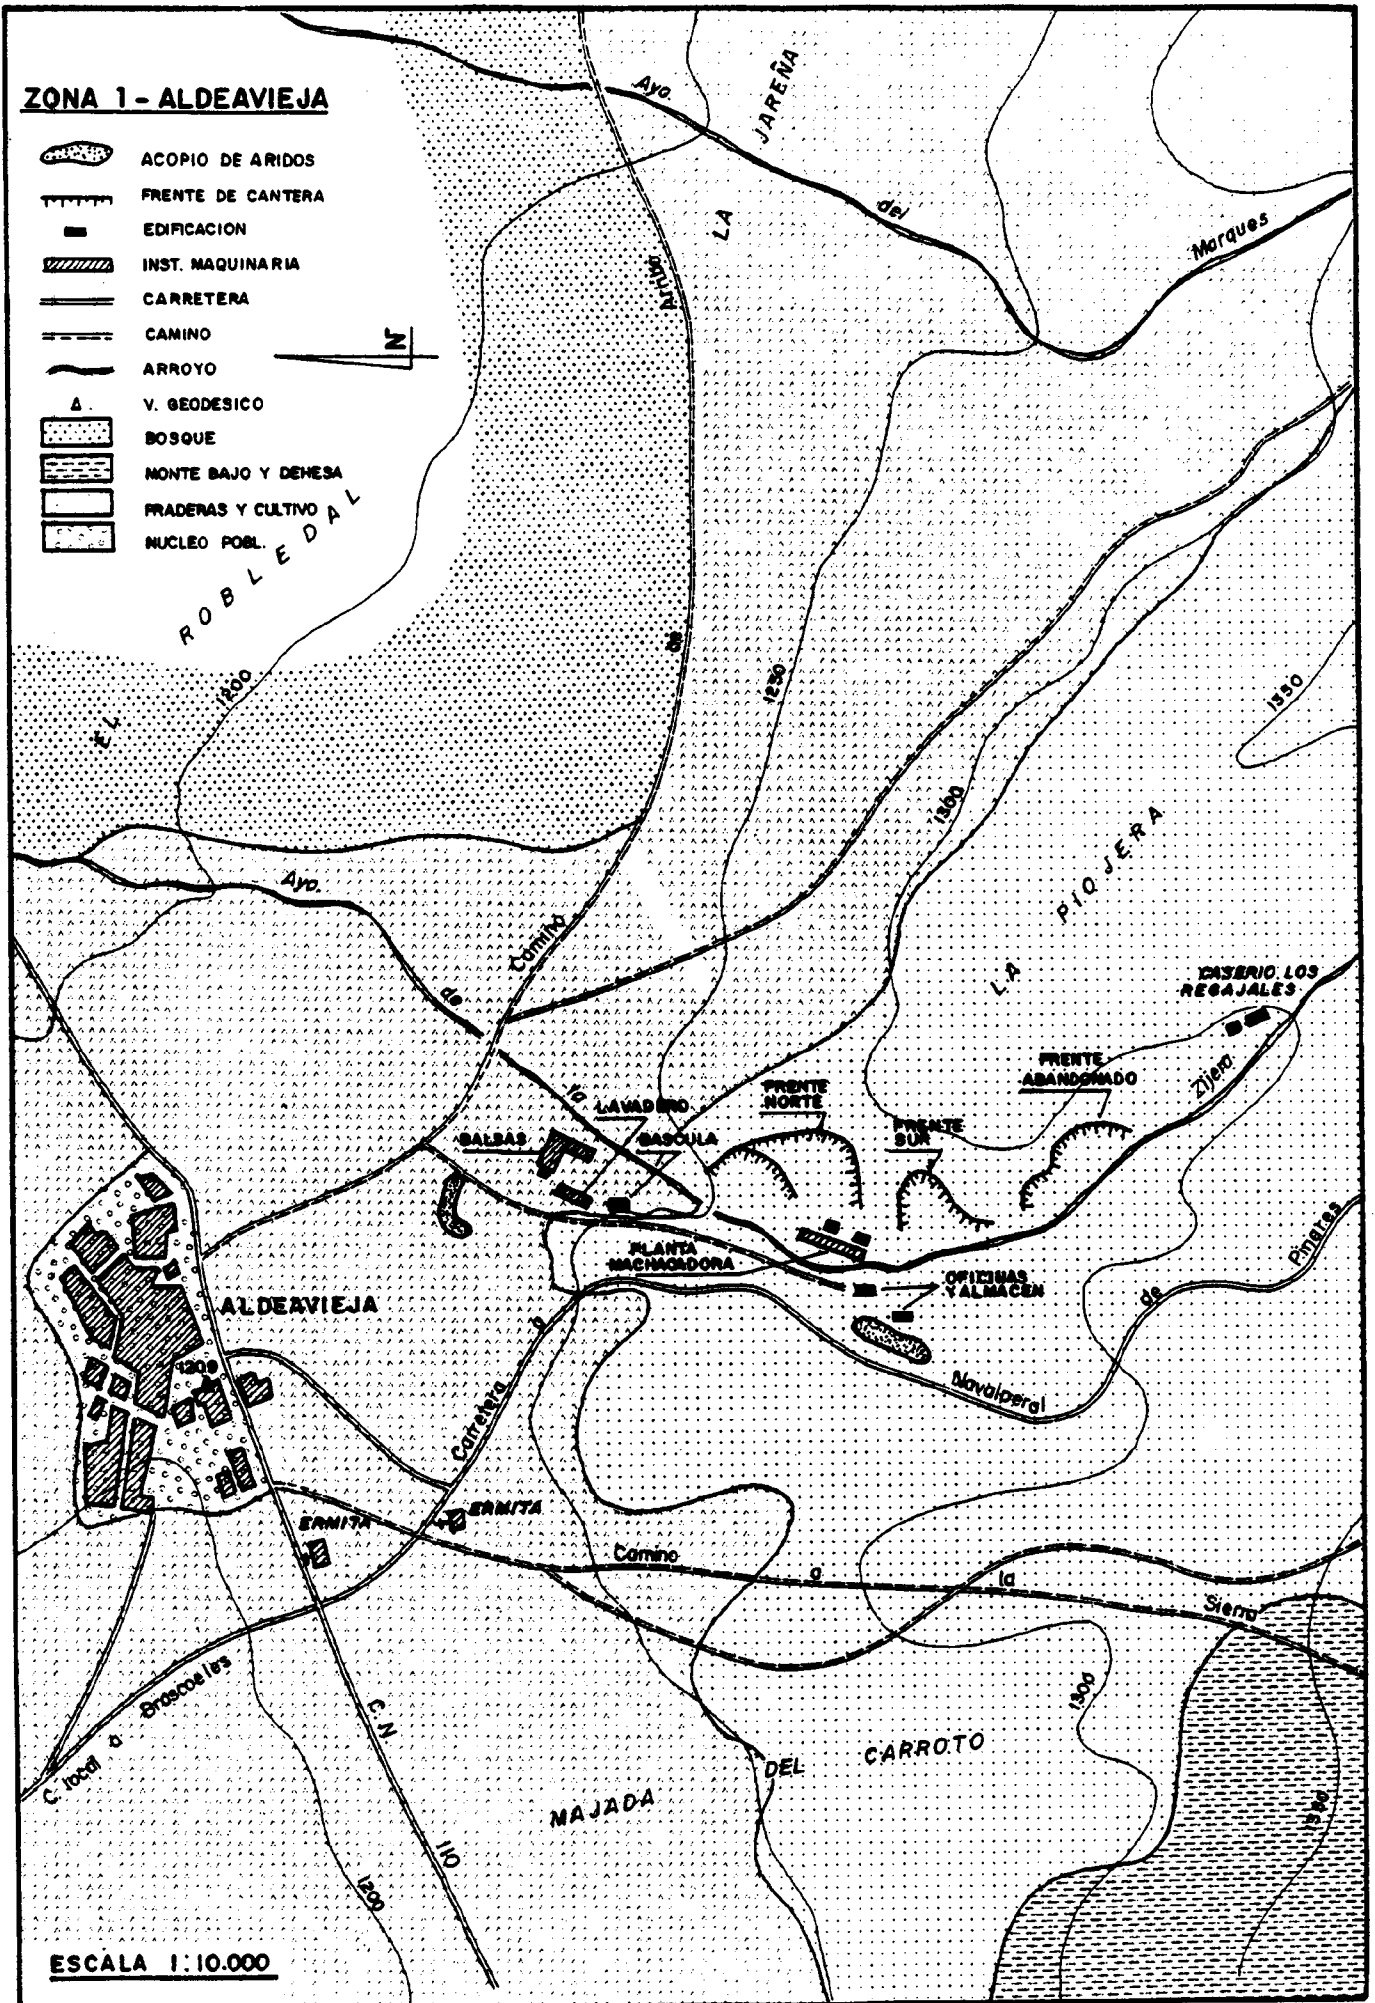 ZONA 1 - ALDEAVIEJA
ACOPIO DE ARIDOS
FRENTE DE CANTERA
EDIFICACION
INST. MAQUINARIA
CARRETERA
CAMINO
ARROYO
V. GEODESICO
BOSQUE
MONTE BAJO Y DEHESA
PRADERAS Y CULTIVO
NUCLEO POBL.
N
EL ROBLEDAL
1200
Ayo. del Marques
LA JAREÑA
Camino de Arriba
1250
1300
1350
LA PIOJERA
CASERIO LOS
REGAJALES
Ayo. de la Zijera
FRENTE
ABANDONADO
FRENTE
NORTE
FRENTE
SUR
LAVADERO
BALSAS
BASCULA
PLANTA
MACHACADORA
OFICINAS
Y ALMACEN
ALDEAVIEJA
1209
Carretera a Navalperal de Pinares
ERMITA
ERMITA
Camino a la Sierra
C. local a Brascoeles
C N 110
1200
MAJADA DEL CARROTO
1300
1350
ESCALA 1:10.000